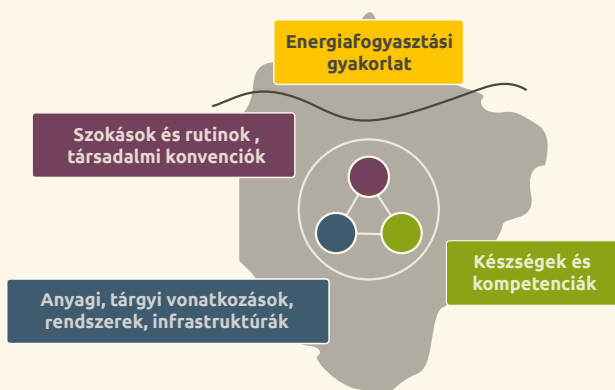 Energiafogyasztási
gyakorlat
Szokások és rutinok ,
társadalmi konvenciók
Készségek és
kompetenciák
Anyagi, tárgyi vonatkozások,
rendszerek, infrastruktúrák